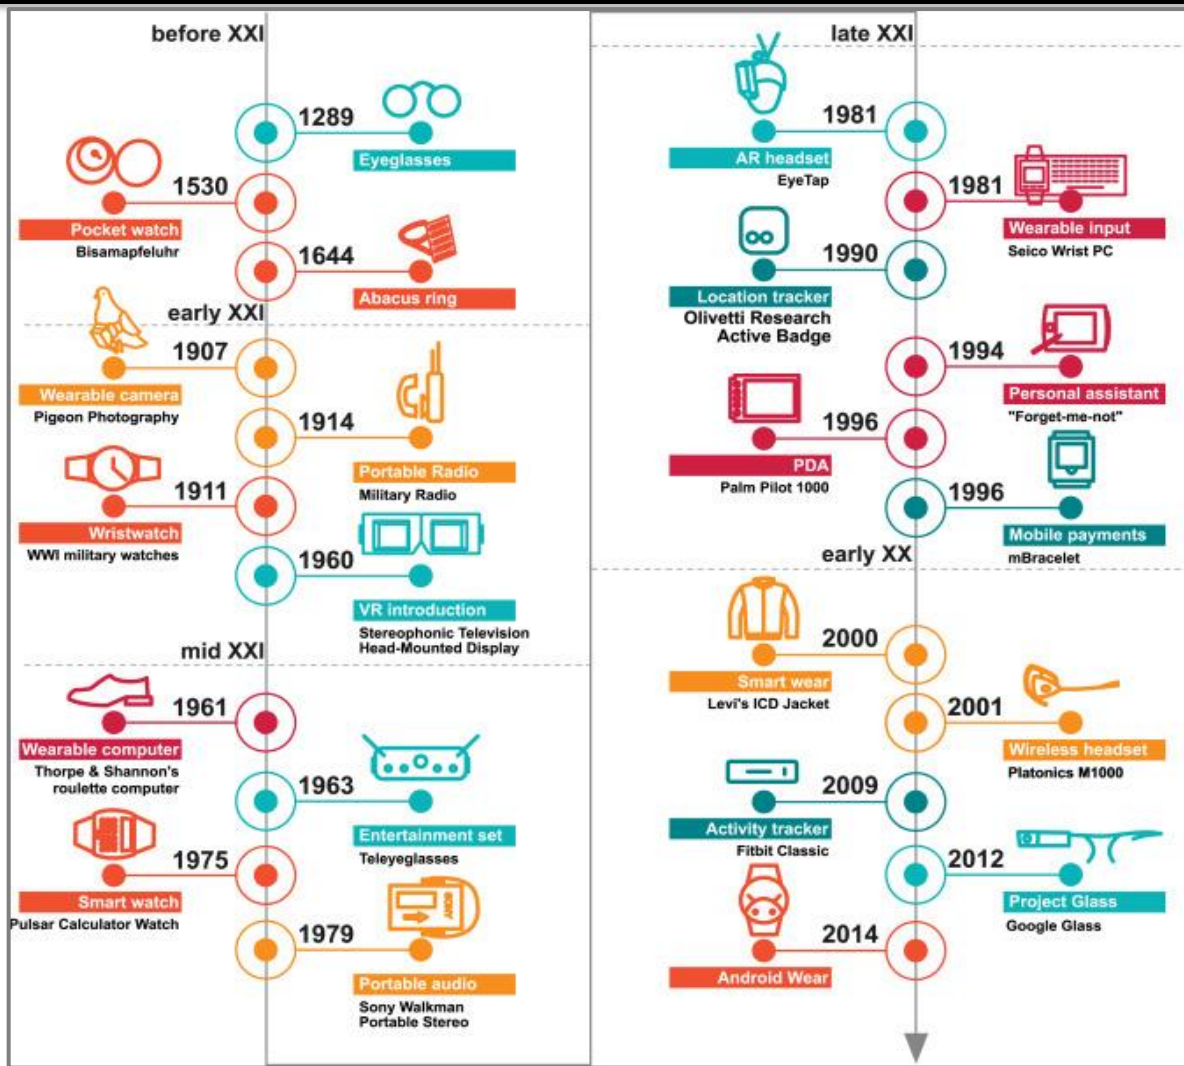 before XXI
1289
Eyeglasses
1530
Pocket watch
Bisamapfeluhr
1644
Abacus ring
early XXI
1907
Wearable camera
Pigeon Photography
1914
Portable Radio
Military Radio
1911
Wristwatch
WWI military watches
1960
VR introduction
Stereophonic Television
Head-Mounted Display
mid XXI
1961
Wearable computer
Thorpe & Shannon's
roulette computer
1963
Entertainment set
Teleyeglasses
1975
Smart watch
Pulsar Calculator Watch
SONY
1979
Portable audio
Sony Walkman
Portable Stereo
late XXI
1981
AR headset
EyeTap
1981
Wearable input
Seico Wrist PC
1990
Location tracker
Olivetti Research
Active Badge
1994
Personal assistant
"Forget-me-not"
1996
PDA
Palm Pilot 1000
1996
Mobile payments
mBracelet
early XX
2000
Smart wear
Levi's ICD Jacket
2001
Wireless headset
Platonics M1000
2009
Activity tracker
Fitbit Classic
2012
Project Glass
Google Glass
2014
Android Wear